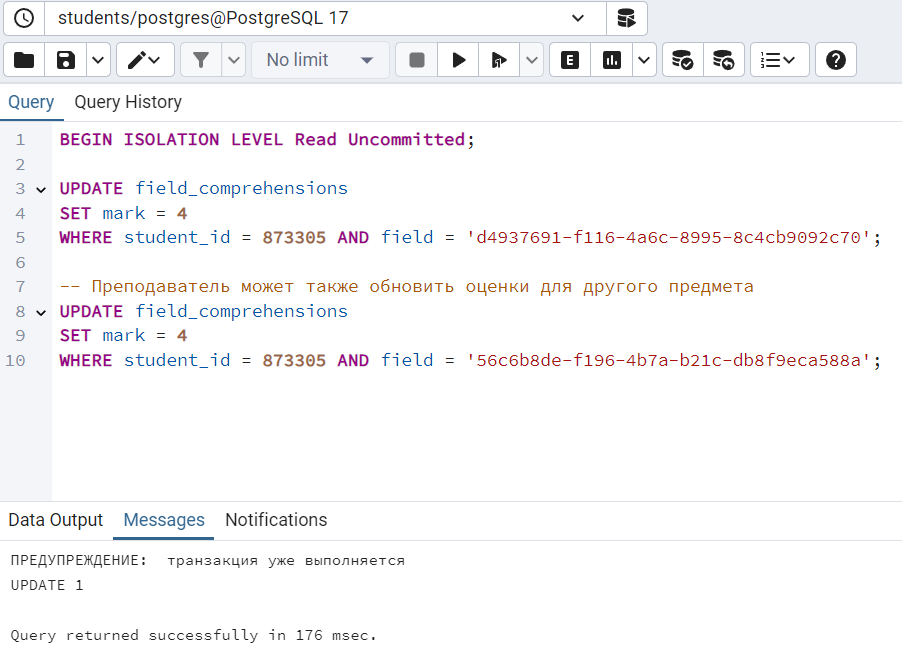 students/postgres@PostgreSQL 17
No limit
E
Query Query History
1 BEGIN ISOLATION LEVEL Read Uncommitted;
2
3 UPDATE field_comprehensions
4 SET mark = 4
5 WHERE student_id = 873305 AND field = 'd4937691-f116-4a6c-8995-8c4cb9092c70';
6
7 -- Преподаватель может также обновить оценки для другого предмета
8 UPDATE field_comprehensions
9 SET mark = 4
10 WHERE student_id = 873305 AND field = '56c6b8de-f196-4b7a-b21c-db8f9eca588a';
Data Output Messages Notifications
ПРЕДУПРЕЖДЕНИЕ:  транзакция уже выполняется
UPDATE 1
Query returned successfully in 176 msec.